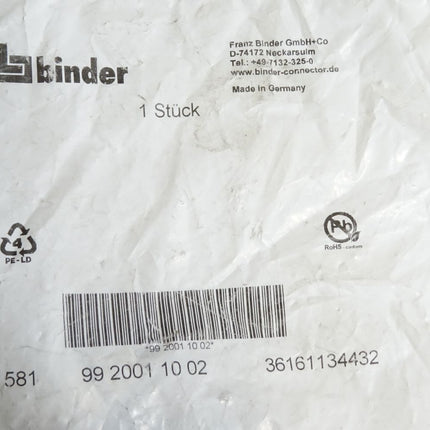 binder
Franz Binder GmbH+Co
D-74172 Neckarsulm
Tel.: +49-7132-325-0
www.binder-connector.de
Made in Germany
1 Stück
4
PE-LD
Pb
RoHS
*99 2001 10 02*
581 99 2001 10 02 36161134432